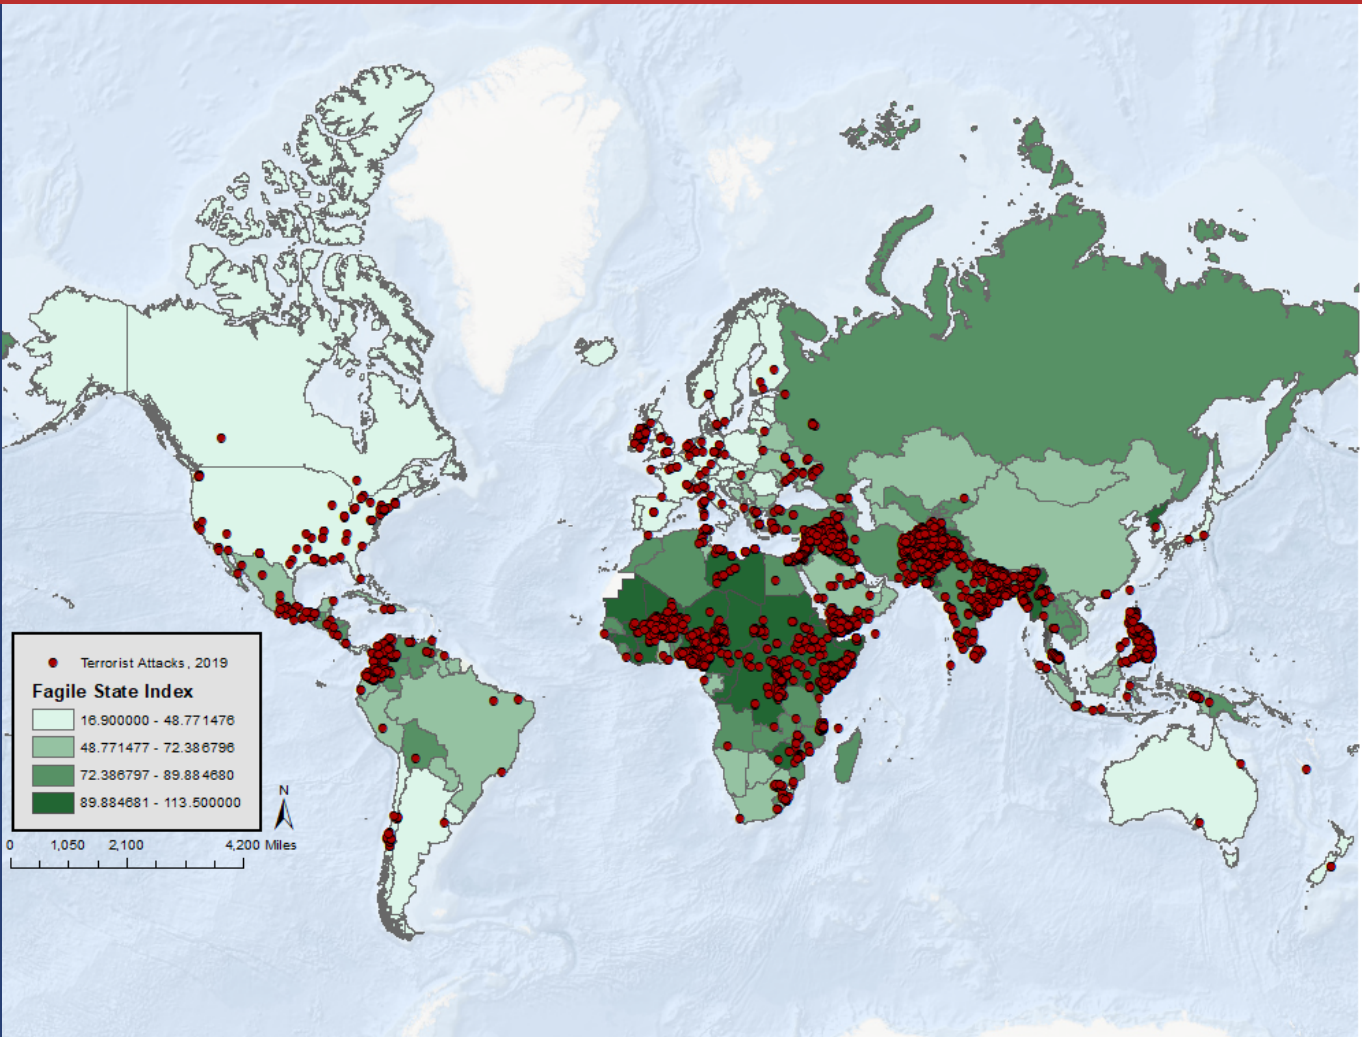 Terrorist Attacks, 2019
Fagile State Index
16.900000 - 48.771476
48.771477 - 72.386796
72.386797 - 89.884680
89.884681 - 113.500000
N
0 1,050 2,100 4,200 Miles